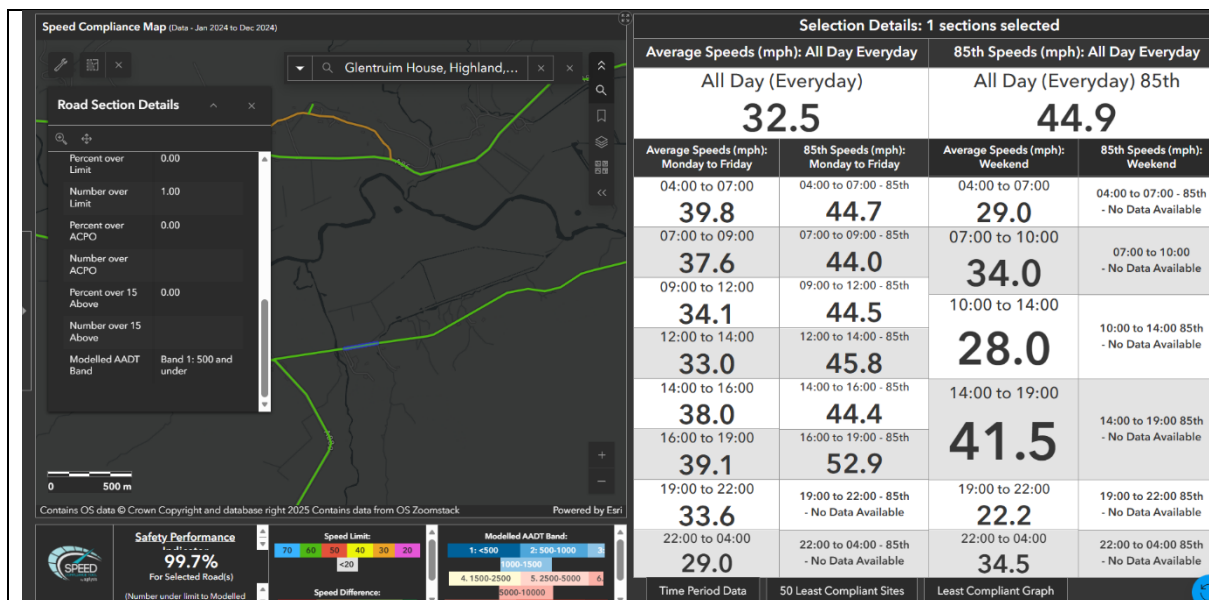 Speed Compliance Map (Data - Jan 2024 to Dec 2024)
Glentruim House, Highland,...
Road Section Details
Percent over
Limit
0.00
Number over
Limit
1.00
Percent over
ACPO
0.00
Number over
ACPO
Percent over 15
Above
0.00
Number over 15
Above
Modelled AADT
Band
Band 1: 500 and
under
0 500 m
Contains OS data © Crown Copyright and database right 2025 Contains data from OS Zoomstack
Powered by Esri
SPEED
Safety Performance
99.7%
For Selected Road(s)
(Number under limit to Modelled
Speed Limit:
70 60 50 40 30 20
<20
Speed Difference:
Modelled AADT Band:
1: <500 2: 500-1000 3:
1000-1500
4. 1500-2500 5. 2500-5000 6.
5000-10000
Selection Details: 1 sections selected
Average Speeds (mph): All Day Everyday
85th Speeds (mph): All Day Everyday
All Day (Everyday)
32.5
All Day (Everyday) 85th
44.9
Average Speeds (mph):
Monday to Friday
85th Speeds (mph):
Monday to Friday
Average Speeds (mph):
Weekend
85th Speeds (mph):
Weekend
04:00 to 07:00
39.8
04:00 to 07:00 - 85th
44.7
04:00 to 07:00
29.0
04:00 to 07:00 - 85th
- No Data Available
07:00 to 09:00
37.6
07:00 to 09:00 - 85th
44.0
07:00 to 10:00
34.0
07:00 to 10:00
- No Data Available
09:00 to 12:00
34.1
09:00 to 12:00 - 85th
44.5
10:00 to 14:00
28.0
10:00 to 14:00 85th
- No Data Available
12:00 to 14:00
33.0
12:00 to 14:00 - 85th
45.8
14:00 to 16:00
38.0
14:00 to 16:00 - 85th
44.4
14:00 to 19:00
41.5
14:00 to 19:00 85th
- No Data Available
16:00 to 19:00
39.1
16:00 to 19:00 - 85th
52.9
19:00 to 22:00
33.6
19:00 to 22:00 - 85th
- No Data Available
19:00 to 22:00
22.2
19:00 to 22:00 85th
- No Data Available
22:00 to 04:00
29.0
22:00 to 04:00 - 85th
- No Data Available
22:00 to 04:00
34.5
22:00 to 04:00 85th
- No Data Available
Time Period Data
50 Least Compliant Sites
Least Compliant Graph